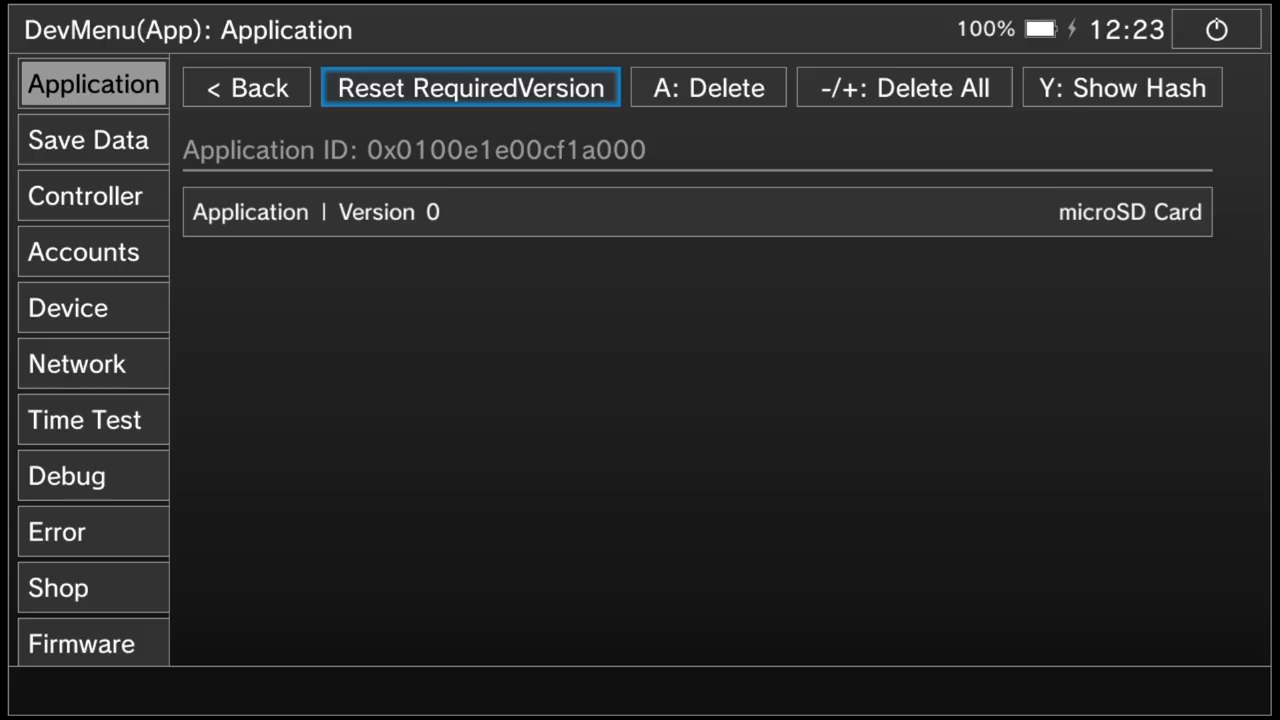 DevMenu(App): Application
100% 12:23
Application
Save Data
Controller
Accounts
Device
Network
Time Test
Debug
Error
Shop
Firmware
< Back Reset RequiredVersion A: Delete -/+: Delete All Y: Show Hash
Application ID: 0x0100e1e00cf1a000
Application | Version 0 microSD Card